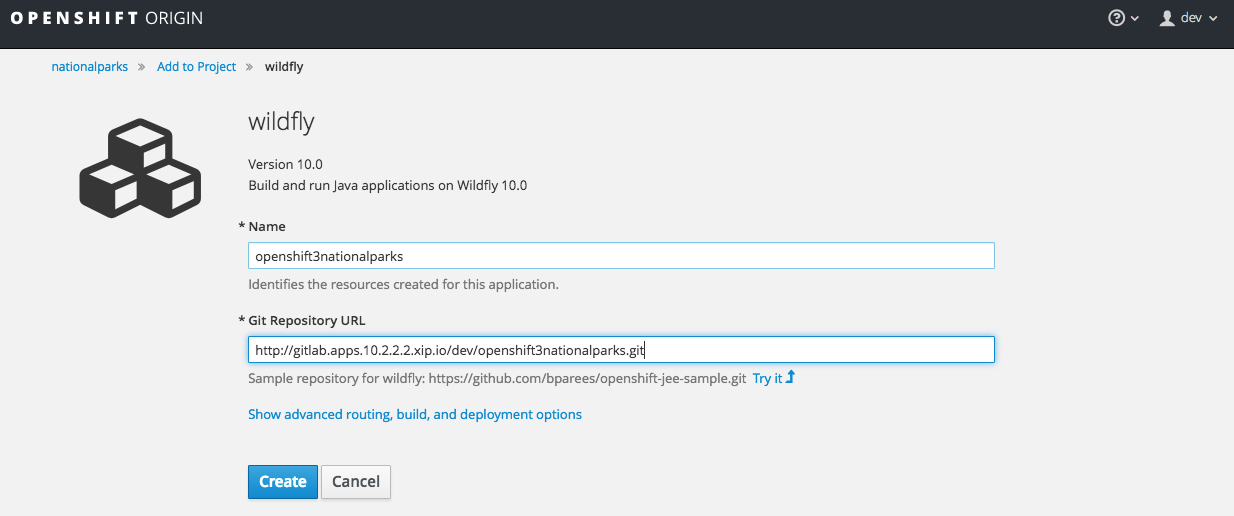 OPENSHIFT ORIGIN
dev
nationalparks » Add to Project » wildfly
wildfly
Version 10.0
Build and run Java applications on Wildfly 10.0
* Name
openshift3nationalparks
Identifies the resources created for this application.
* Git Repository URL
http://gitlab.apps.10.2.2.2.xip.io/dev/openshift3nationalparks.git
Sample repository for wildfly: https://github.com/bparees/openshift-jee-sample.git Try it
Show advanced routing, build, and deployment options
Create Cancel